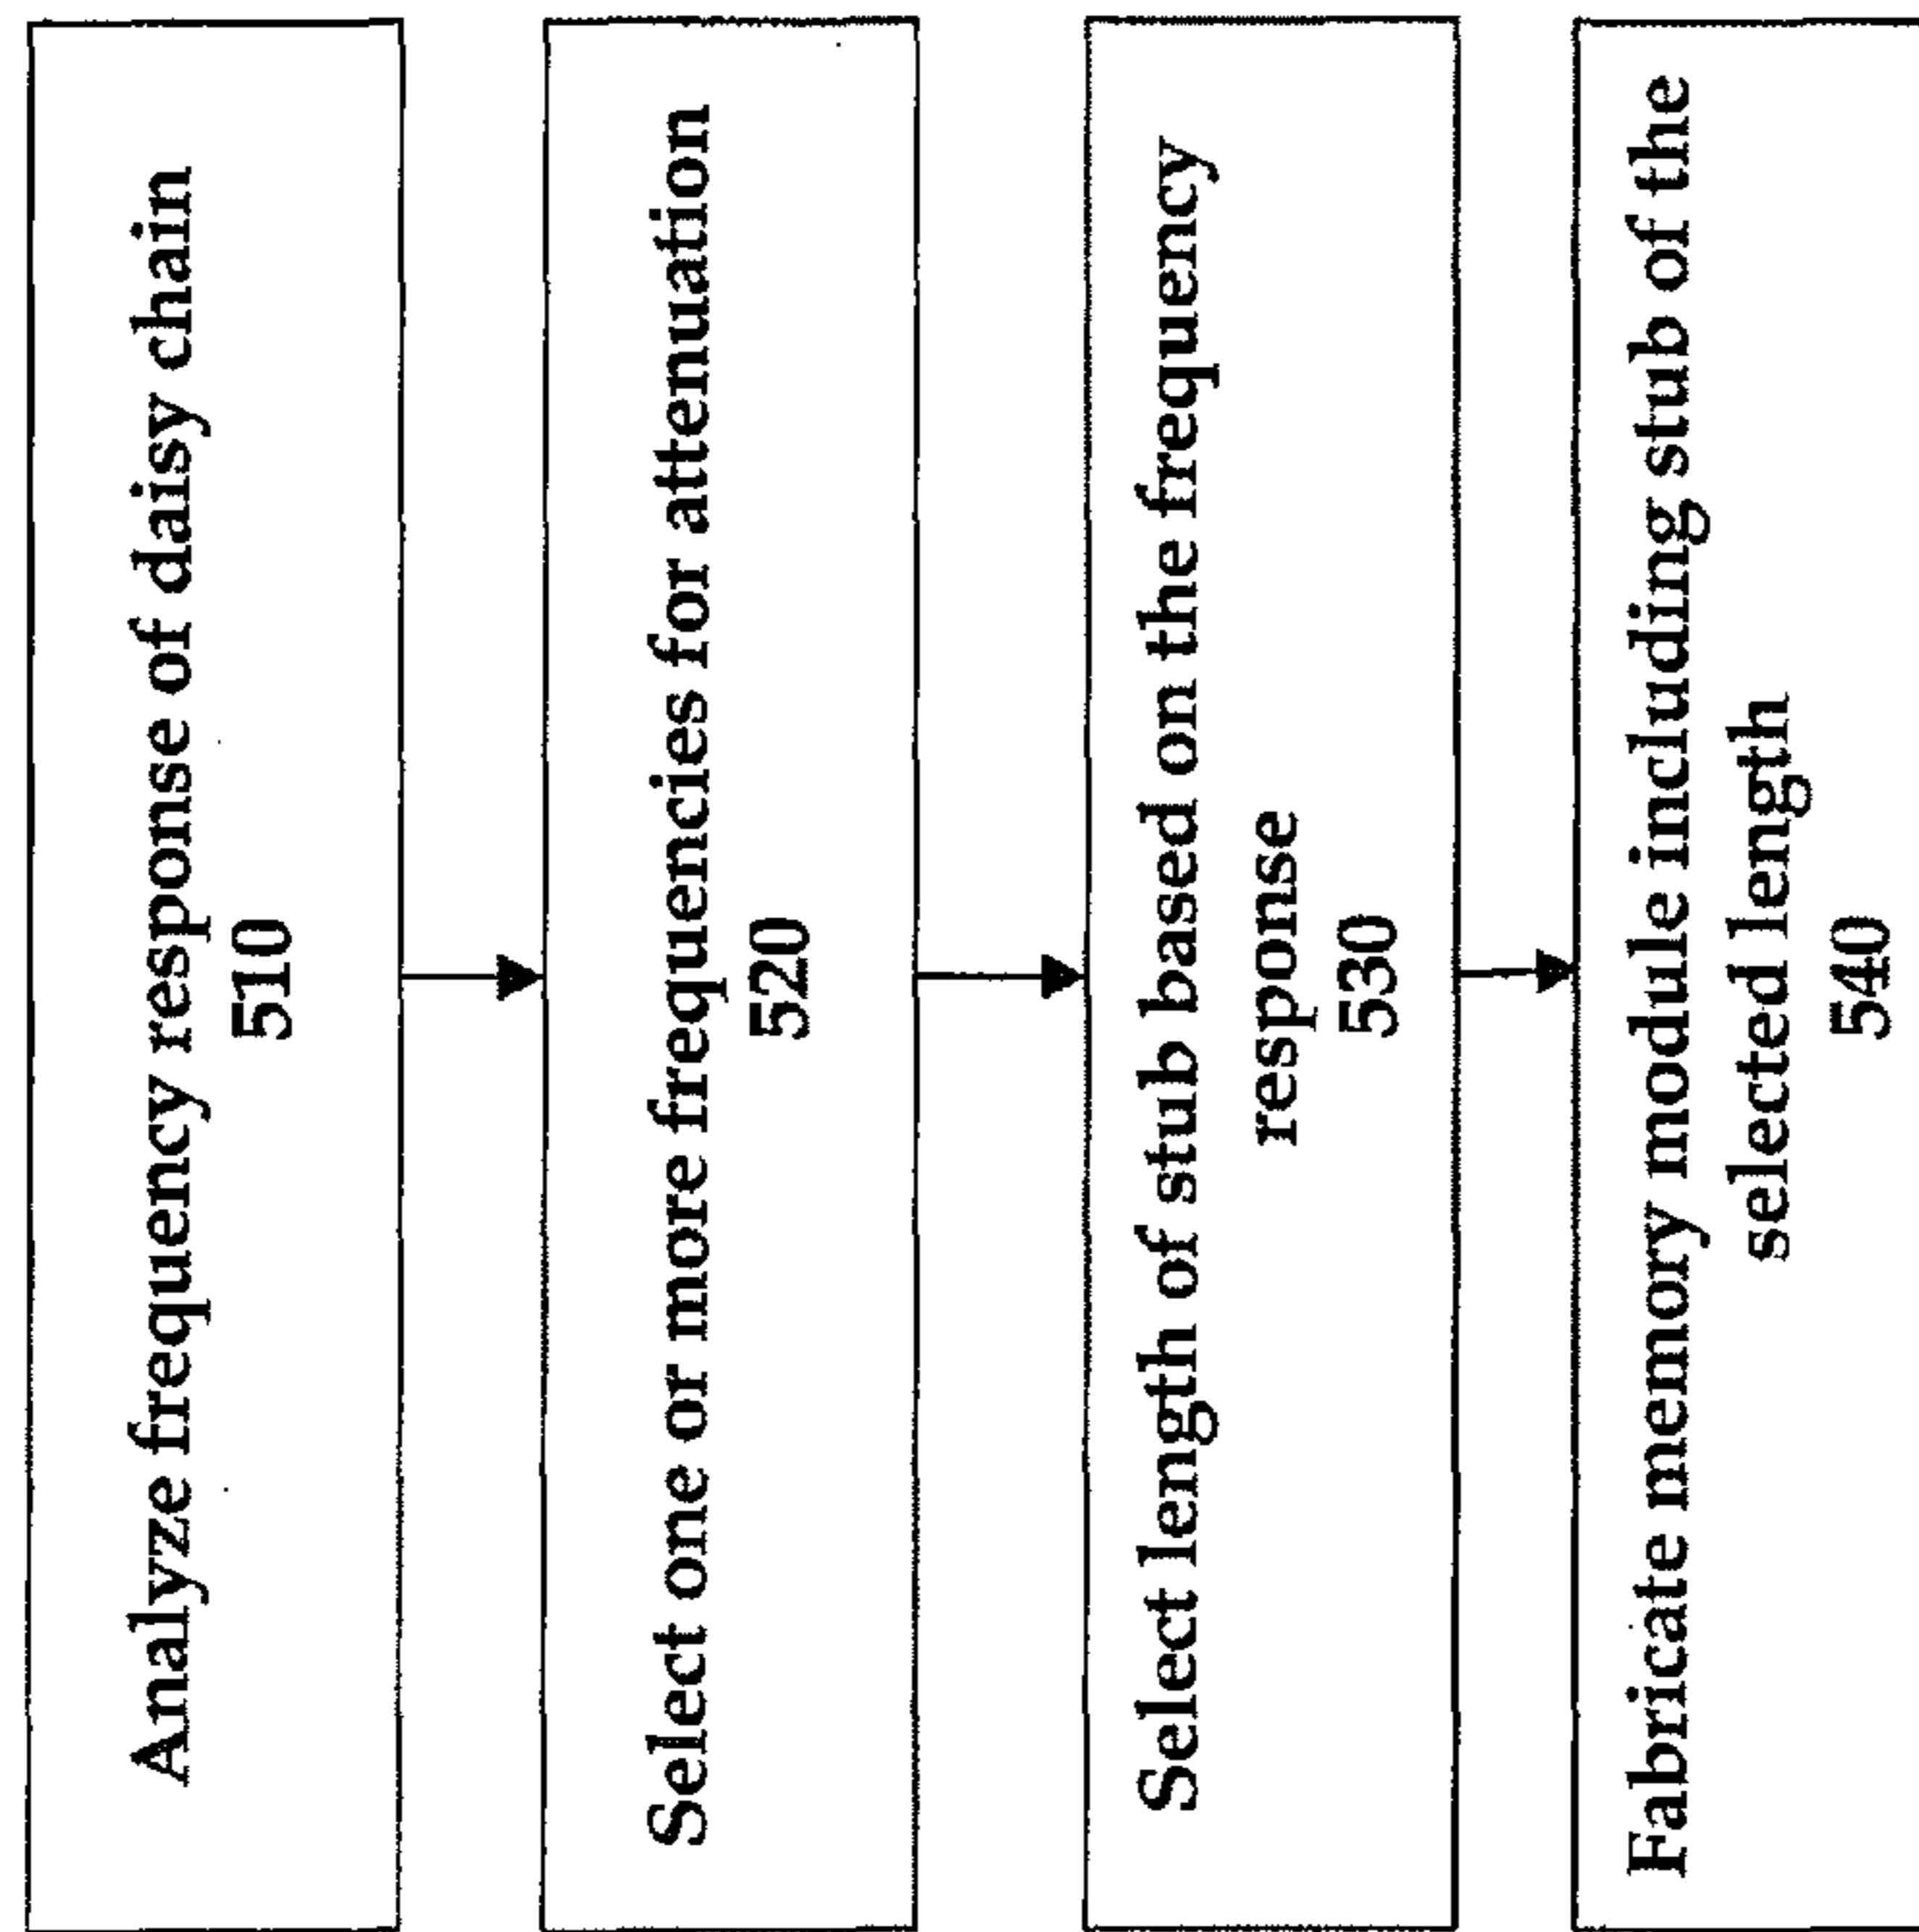 Analyze frequency response of daisy chain
510
Select one or more frequencies for attenuation
520
Select length of stub based on the frequency
response
530
Fabricate memory module including stub of the
selected length
540